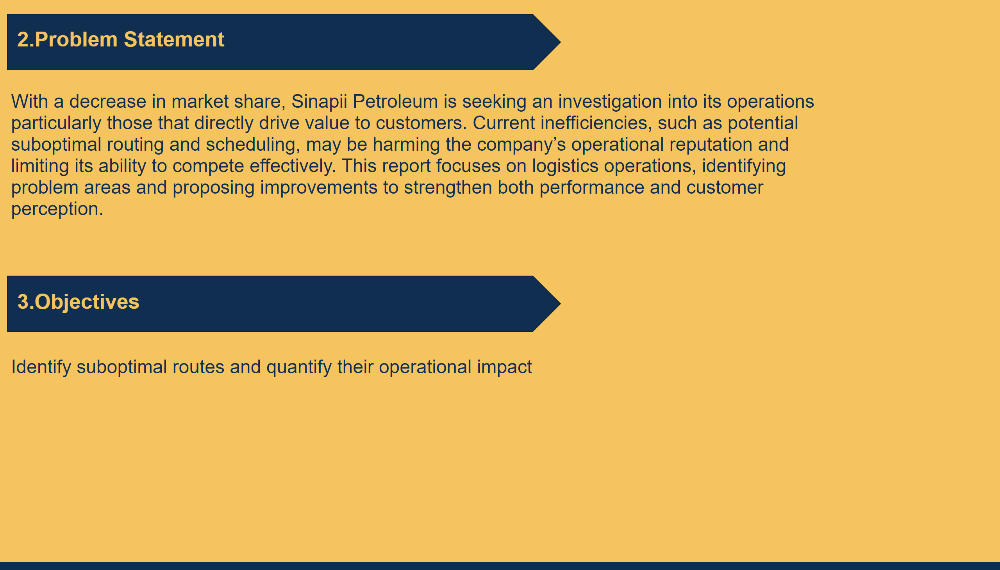 2.Problem Statement
With a decrease in market share, Sinapii Petroleum is seeking an investigation into its operations
particularly those that directly drive value to customers. Current inefficiencies, such as potential
suboptimal routing and scheduling, may be harming the company’s operational reputation and
limiting its ability to compete effectively. This report focuses on logistics operations, identifying
problem areas and proposing improvements to strengthen both performance and customer
perception.
3.Objectives
Identify suboptimal routes and quantify their operational impact